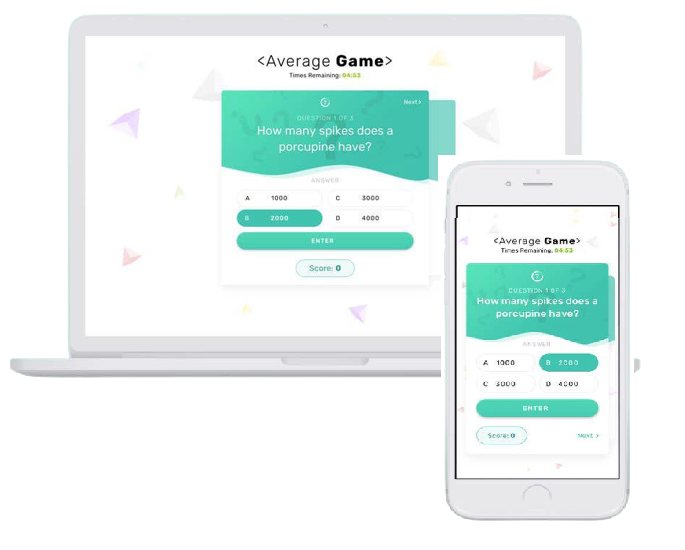 <Average Game>
Times Remaining: 04:53
Next >
QUESTION 1 OF 3
How many spikes does a
porcupine have?
ANSWER
A 1000 C 3000
B 2000 D 4000
ENTER
Score: 0
<Average Game>
Times Remaining: 04:53
QUESTION 1 OF 3
How many spikes does a
porcupine have?
ANSWER
A 1000 B 2000
C 3000 D 4000
ENTER
Score: 0 Next >